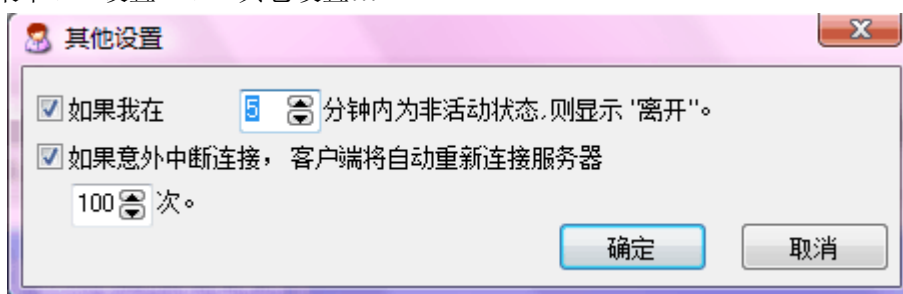 其他设置
如果我在 5 分钟内为非活动状态,则显示 '离开''。
如果意外中断连接，客户端将自动重新连接服务器
100 次。
确定 取消